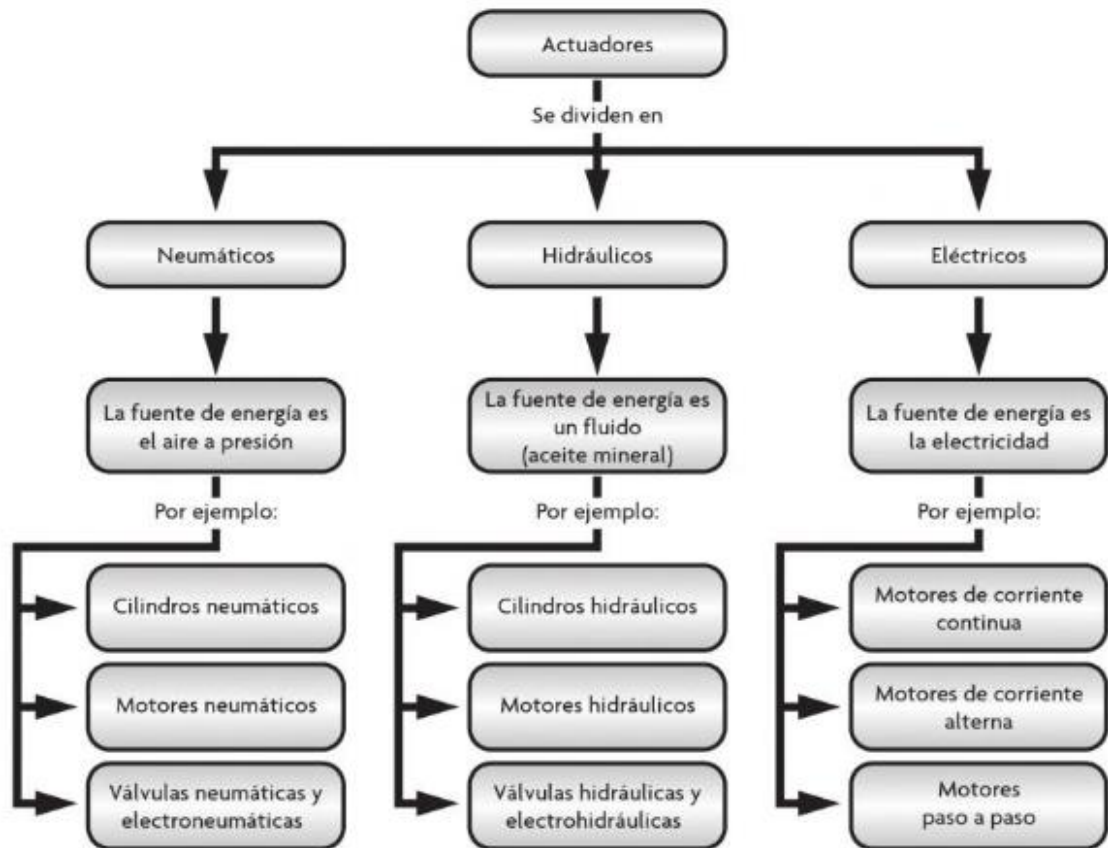 Actuadores
Se dividen en
Neumáticos
Hidráulicos
Eléctricos
La fuente de energía es
el aire a presión
La fuente de energía es
un fluido
(aceite mineral)
La fuente de energía es
la electricidad
Por ejemplo:
Por ejemplo:
Por ejemplo:
Cilindros neumáticos
Cilindros hidráulicos
Motores de corriente
continua
Motores neumáticos
Motores hidráulicos
Motores de corriente
alterna
Válvulas neumáticas y
electroneumáticas
Válvulas hidráulicas y
electrohidráulicas
Motores
paso a paso